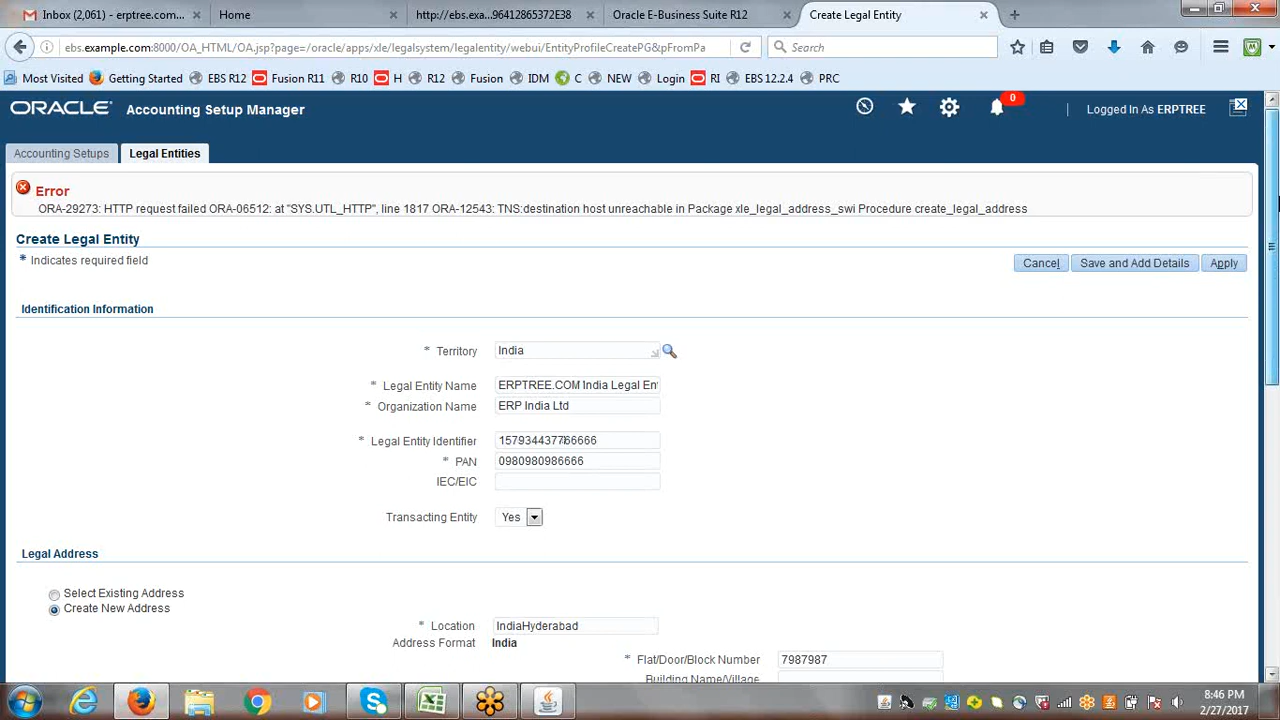 Inbox (2,061) - erptree.com...
Home
http://ebs.exa...96412865372E38
Oracle E-Business Suite R12
Create Legal Entity
ebs.example.com:8000/OA_HTML/OA.jsp?page=/oracle/apps/xle/legalsystem/legalentity/webui/EntityProfileCreatePG&pFromPa
Search
Most Visited Getting Started EBS R12 Fusion R11 R10 H R12 Fusion IDM C NEW Login RI EBS 12.2.4 PRC
ORACLE Accounting Setup Manager
0
Logged In As ERPTREE
Accounting Setups Legal Entities
Error
ORA-29273: HTTP request failed ORA-06512: at "SYS.UTL_HTTP", line 1817 ORA-12543: TNS:destination host unreachable in Package xle_legal_address_swi Procedure create_legal_address
Create Legal Entity
* Indicates required field
Cancel Save and Add Details Apply
Identification Information
* Territory India
* Legal Entity Name ERPTREE.COM India Legal En
* Organization Name ERP India Ltd
* Legal Entity Identifier 157934437766666
* PAN 0980980986666
IEC/EIC
Transacting Entity Yes
Legal Address
Select Existing Address
Create New Address
* Location IndiaHyderabad
Address Format India
* Flat/Door/Block Number 7987987
Building Name/Village
8:46 PM
2/27/2017